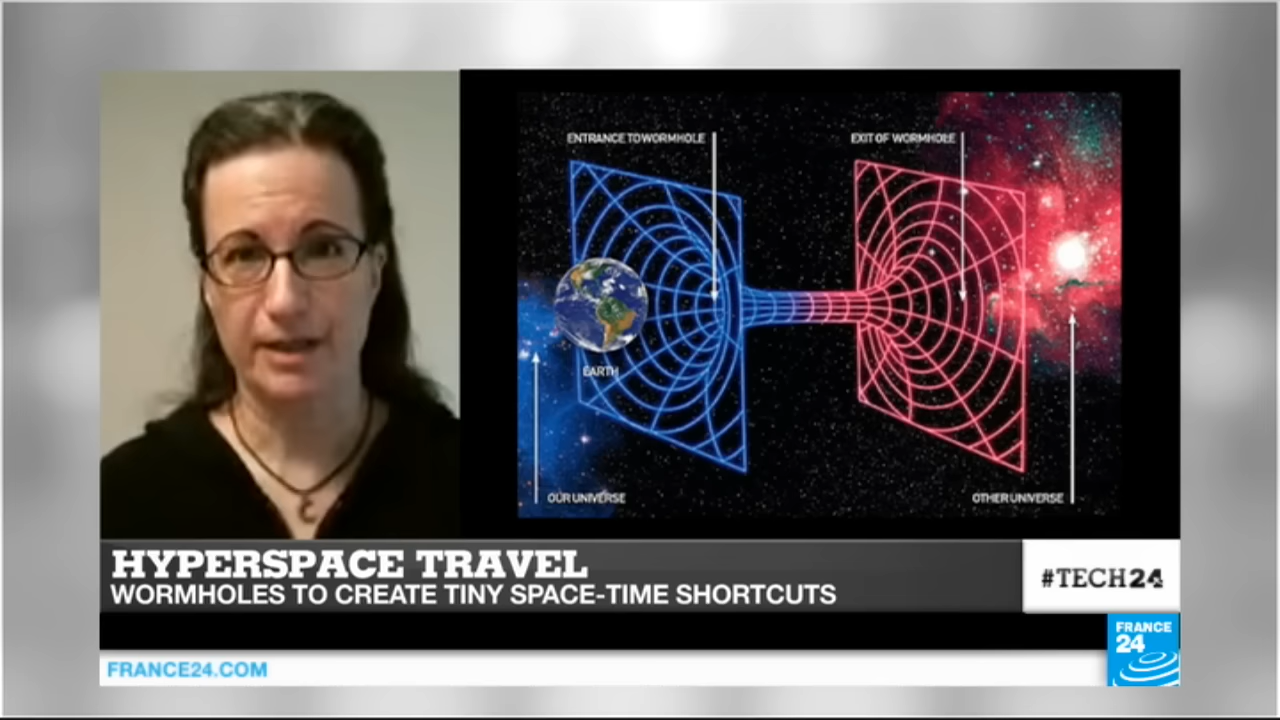 ENTRANCE TO WORMHOLE
EXIT OF WORMHOLE
EARTH
OUR UNIVERSE
OTHER UNIVERSE
HYPERSPACE TRAVEL
WORMHOLES TO CREATE TINY SPACE-TIME SHORTCUTS
#TECH24
FRANCE
24
FRANCE24.COM